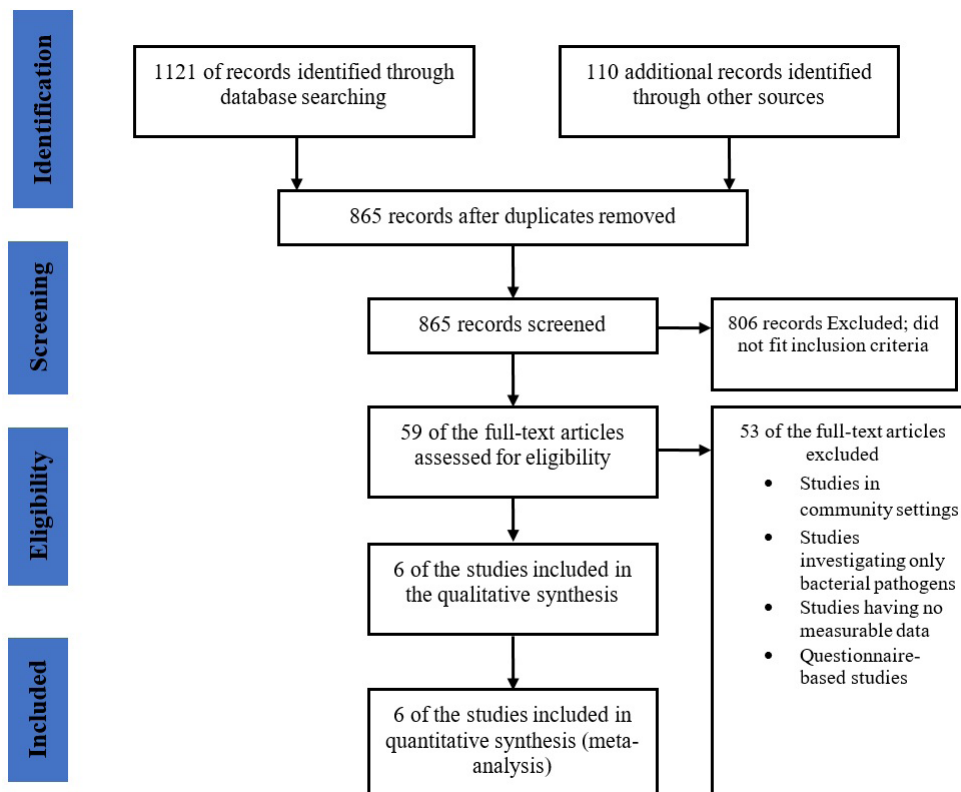 Identification
1121 of records identified through
database searching
110 additional records identified
through other sources
865 records after duplicates removed
Screening
865 records screened
806 records Excluded; did
not fit inclusion criteria
Eligibility
59 of the full-text articles
assessed for eligibility
53 of the full-text articles
excluded
• Studies in
community settings
• Studies
investigating only
bacterial pathogens
• Studies having no
measurable data
• Questionnaire-
based studies
6 of the studies included in
the qualitative synthesis
Included
6 of the studies included in
quantitative synthesis (meta-
analysis)